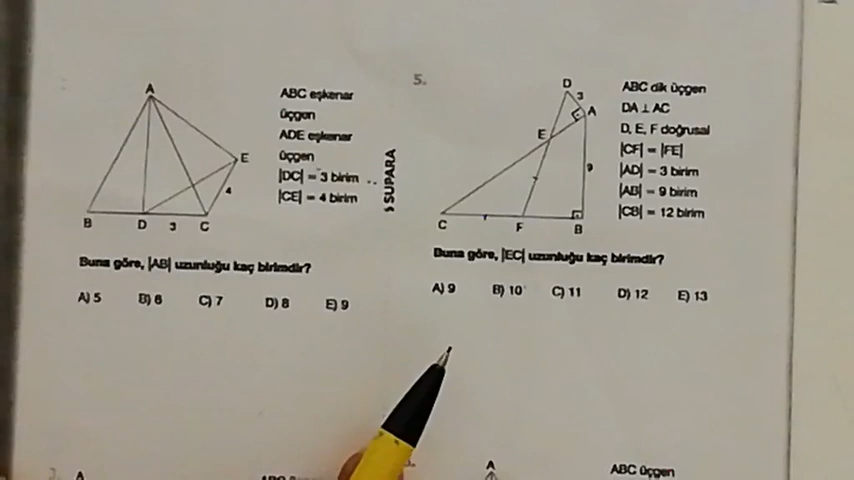 A
E
4
B
D
3
C
ABC eşkenar
üçgen
ADE eşkenar
üçgen
|DC| = 3 birim
|CE| = 4 birim
Buna göre, |AB| uzunluğu kaç birimdir?
A) 5 B) 6 C) 7 D) 8 E) 9
SUPARA
5.
D
3
A
E
9
C
F
B
ABC dik üçgen
DA ⊥ AC
D, E, F doğrusal
|CF| = |FE|
|AD| = 3 birim
|AB| = 9 birim
|CB| = 12 birim
Buna göre, |EC| uzunluğu kaç birimdir?
A) 9 B) 10 C) 11 D) 12 E) 13
A
A
ABC üçgen